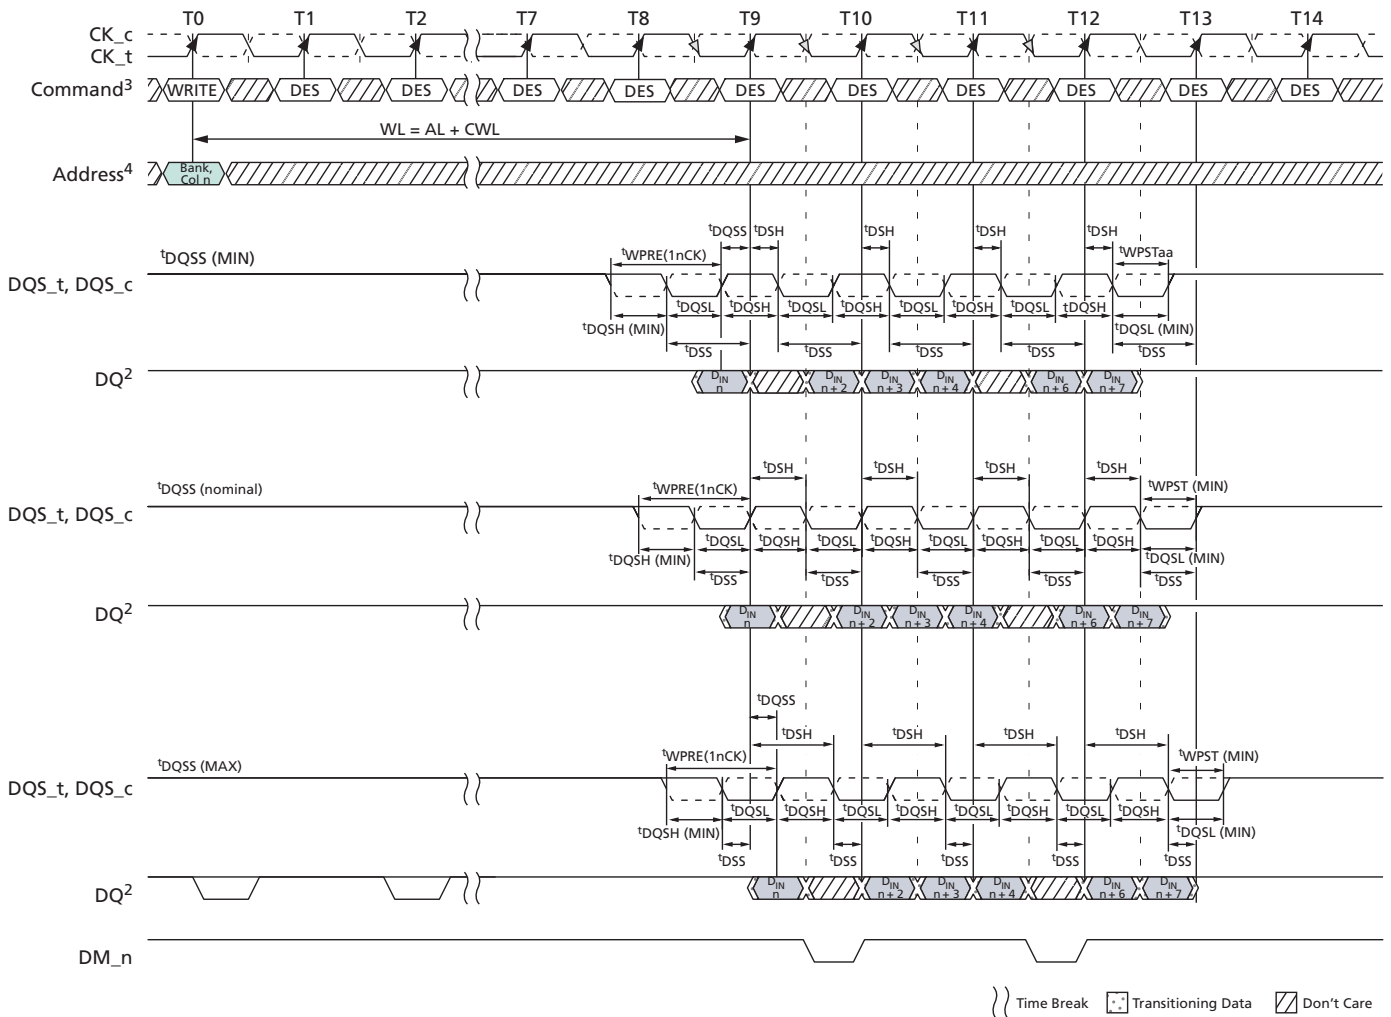 T0 T1 T2 T7 T8 T9 T10 T11 T12 T13 T14
CK_c
CK_t
Command3 WRITE DES DES DES DES DES DES DES DES DES DES
WL = AL + CWL
Address4 Bank,
Col n
tDQSS tDSH tDSH tDSH tDSH
tDQSS (MIN) tWPRE(1nCK) tWPSTaa
DQS_t, DQS_c
tDQSL tDQSH tDQSL tDQSH tDQSL tDQSH tDQSL tDQSH
tDQSH (MIN) tDQSL (MIN)
tDSS tDSS tDSS tDSS tDSS
DQ2 DIN DIN DIN DIN DIN DIN
n n + 2 n + 3 n + 4 n + 6 n + 7
tDSH tDSH tDSH tDSH
tDQSS (nominal) tWPRE(1nCK) tWPST (MIN)
DQS_t, DQS_c
tDQSL tDQSH tDQSL tDQSH tDQSL tDQSH tDQSL tDQSH
tDQSH (MIN) tDQSL (MIN)
tDSS tDSS tDSS tDSS tDSS
DQ2 DIN DIN DIN DIN DIN DIN
n n + 2 n + 3 n + 4 n + 6 n + 7
tDQSS
tDSH tDSH tDSH tDSH
tDQSS (MAX) tWPRE(1nCK) tWPST (MIN)
DQS_t, DQS_c
tDQSL tDQSH tDQSL tDQSH tDQSL tDQSH tDQSL tDQSH
tDQSH (MIN) tDQSL (MIN)
tDSS tDSS tDSS tDSS tDSS
DQ2 DIN DIN DIN DIN DIN DIN
n n + 2 n + 3 n + 4 n + 6 n + 7
DM_n
Time Break Transitioning Data Don't Care